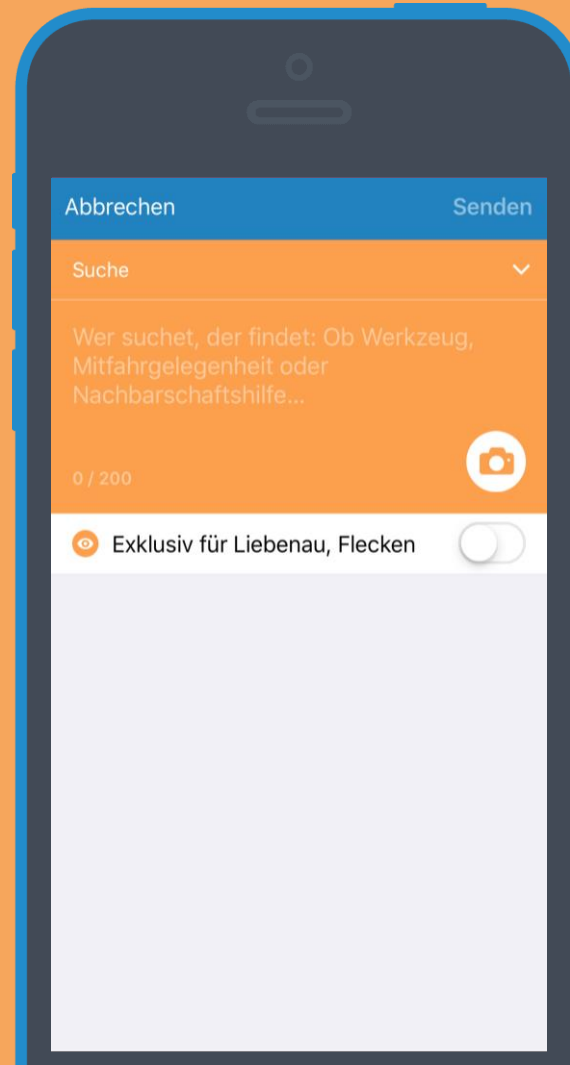 Abbrechen
Senden
Suche
Wer suchet, der findet: Ob Werkzeug,
Mitfahrgelegenheit oder
Nachbarschaftshilfe...
0 / 200
Exklusiv für Liebenau, Flecken